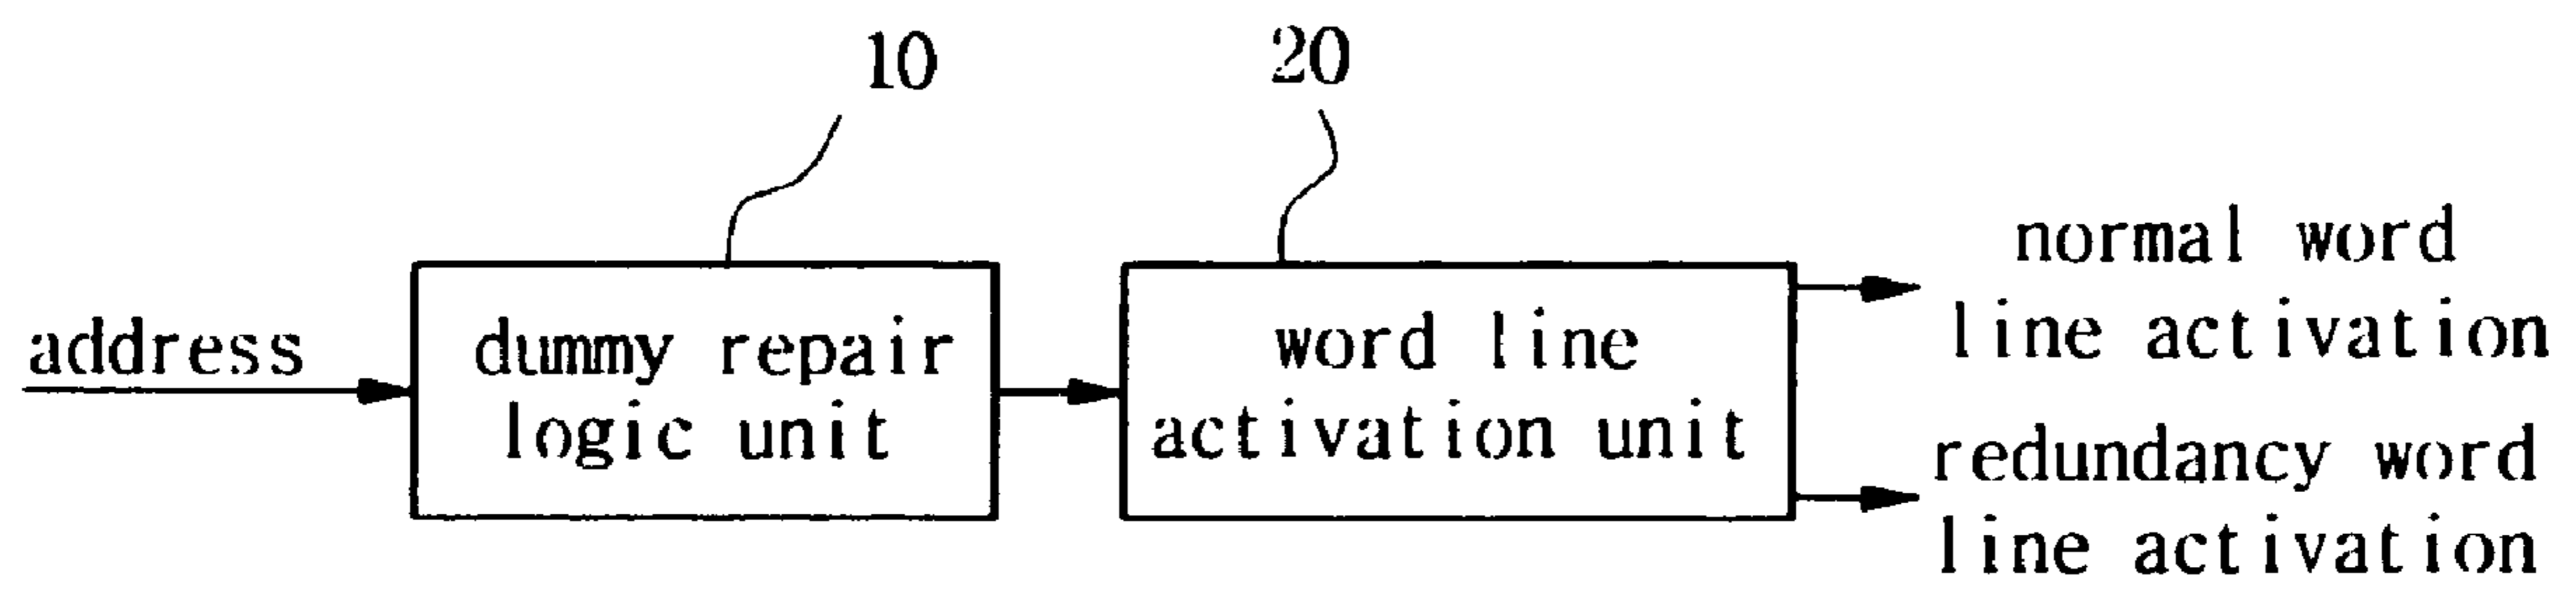 10
20
address
dummy repair
logic unit
word line
activation unit
normal word
line activation
redundancy word
line activation